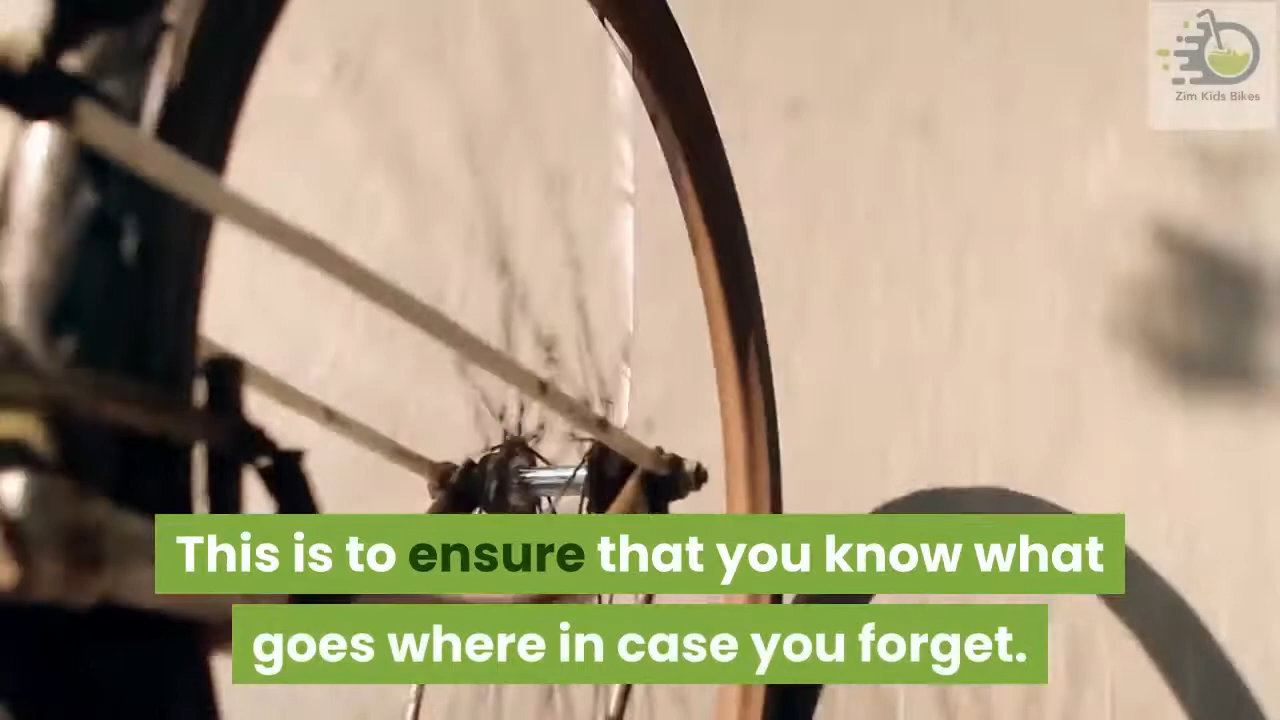 Zim Kids Bikes
This is to ensure that you know what
goes where in case you forget.